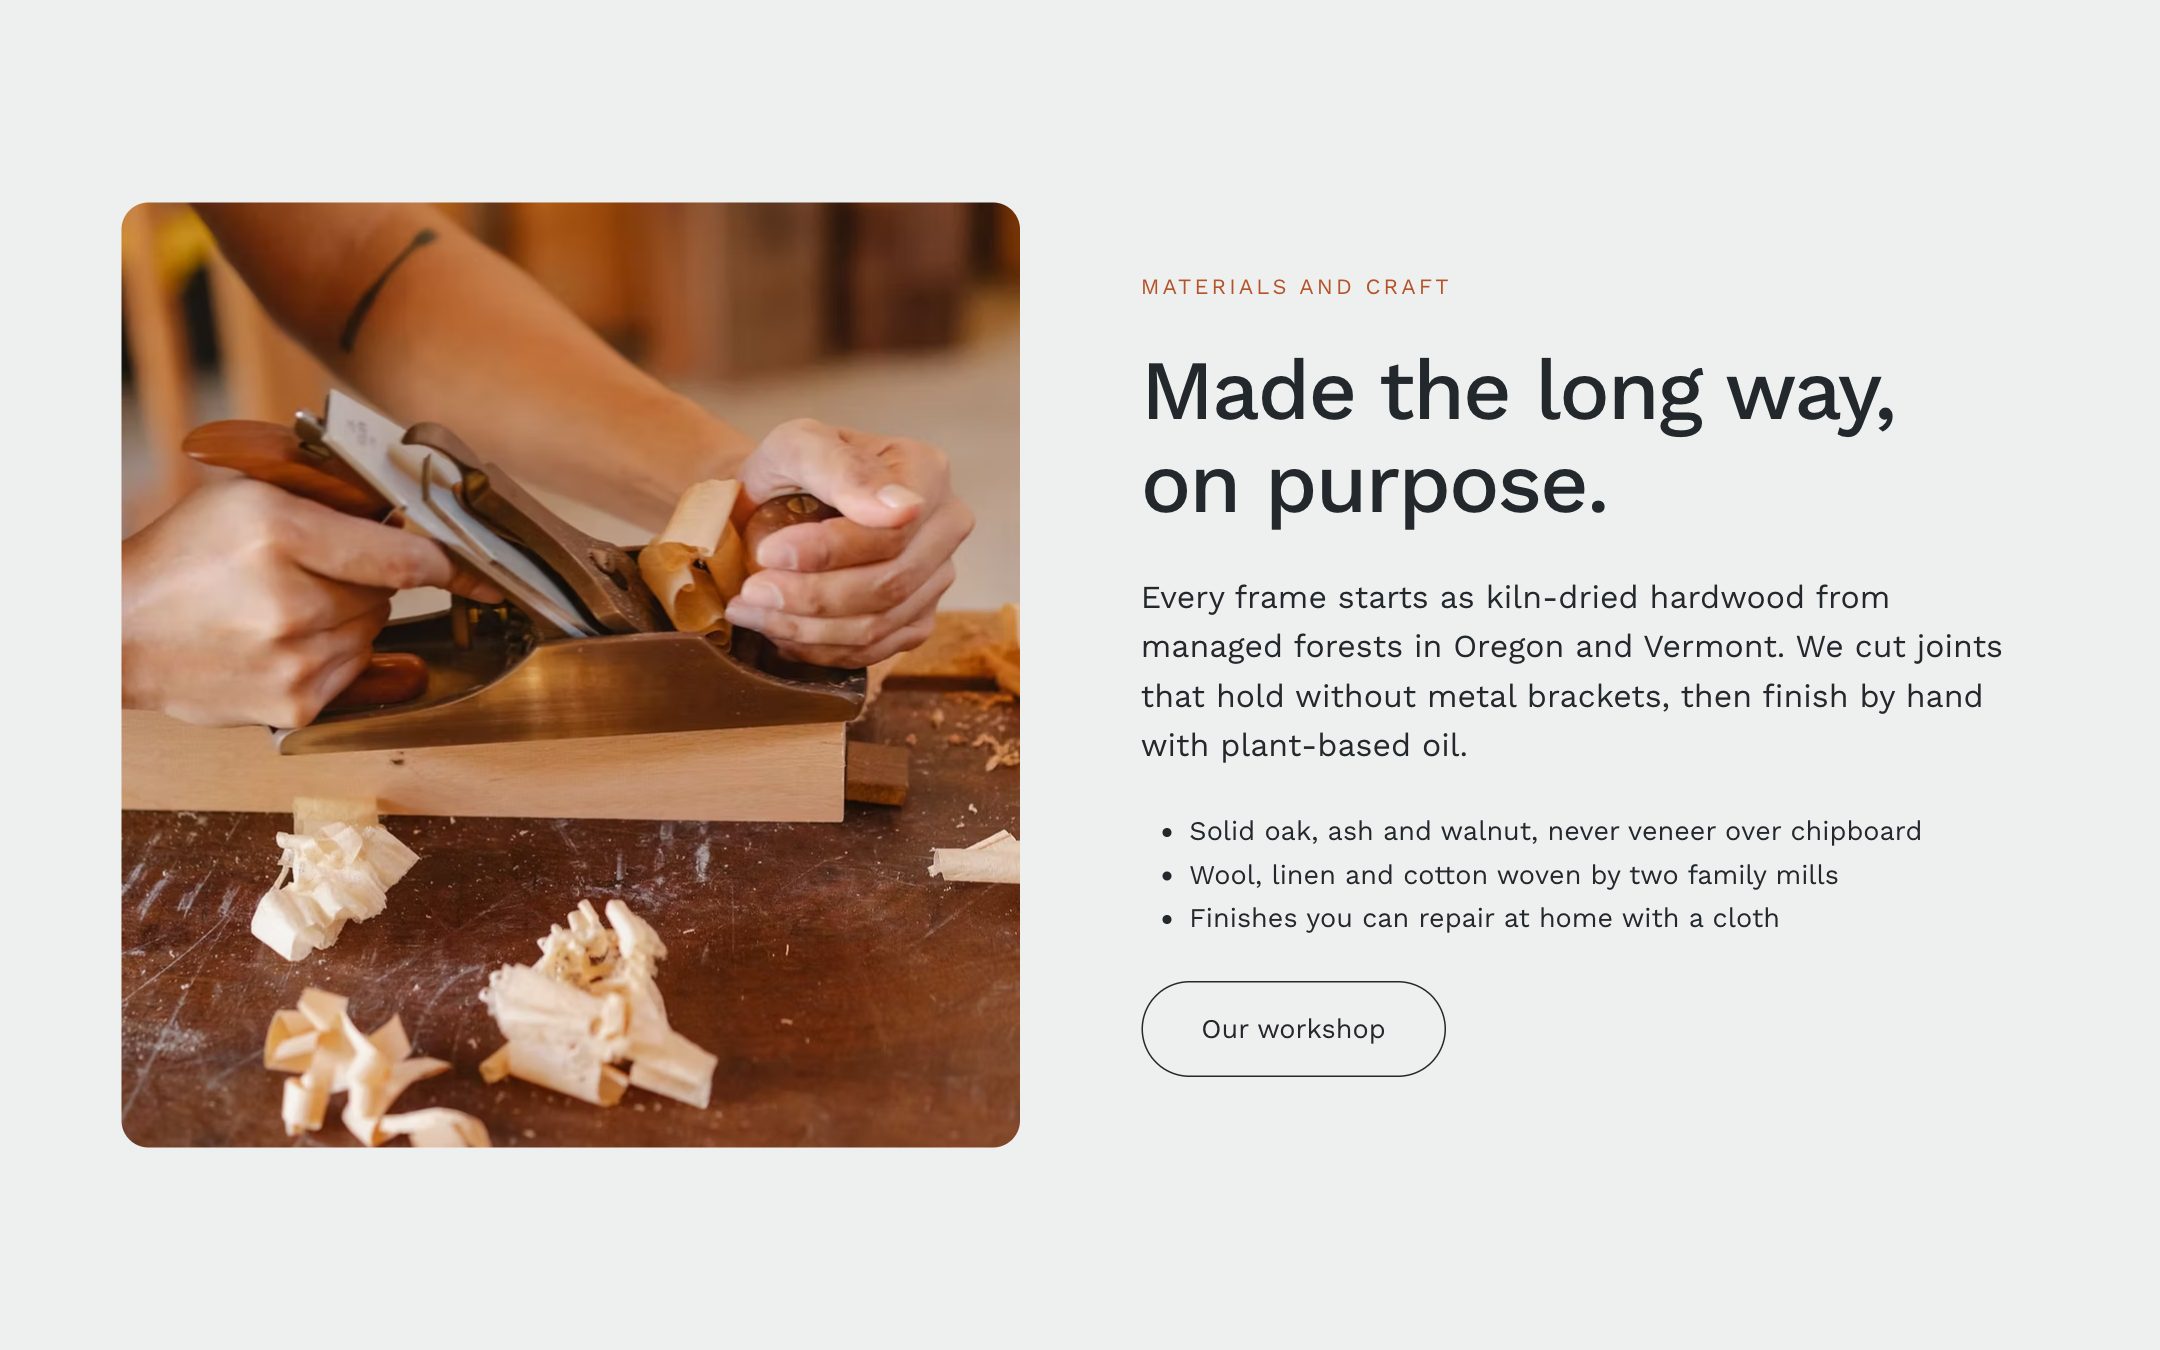 MATERIALS AND CRAFT
Made the long way,
on purpose.
Every frame starts as kiln-dried hardwood from
managed forests in Oregon and Vermont. We cut joints
that hold without metal brackets, then finish by hand
with plant-based oil.
• Solid oak, ash and walnut, never veneer over chipboard
• Wool, linen and cotton woven by two family mills
• Finishes you can repair at home with a cloth
Our workshop